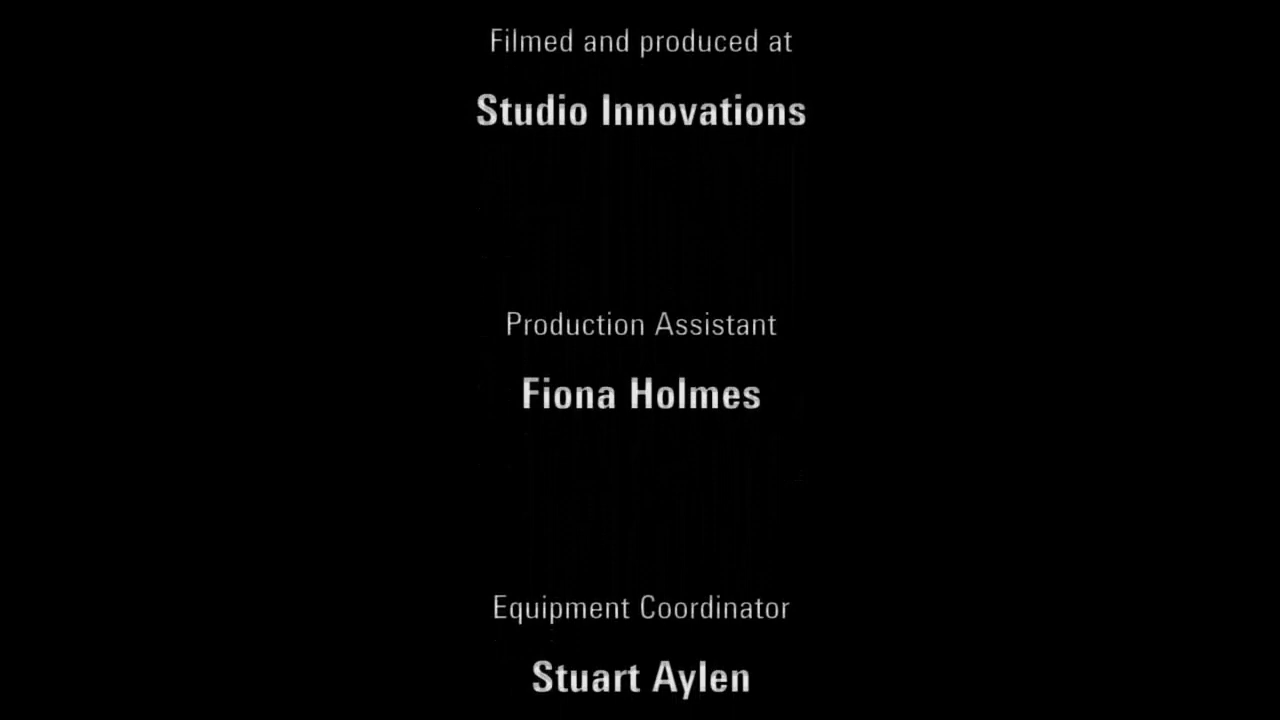 Filmed and produced at
Studio Innovations
Production Assistant
Fiona Holmes
Equipment Coordinator
Stuart Aylen